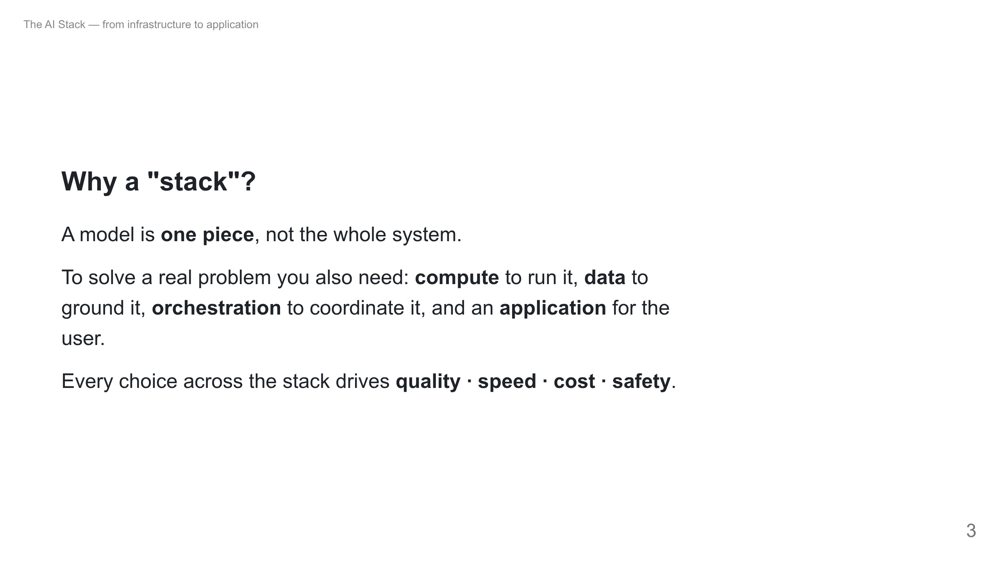 The AI Stack — from infrastructure to application
Why a "stack"?
A model is one piece, not the whole system.
To solve a real problem you also need: compute to run it, data to
ground it, orchestration to coordinate it, and an application for the
user.
Every choice across the stack drives quality · speed · cost · safety.
3